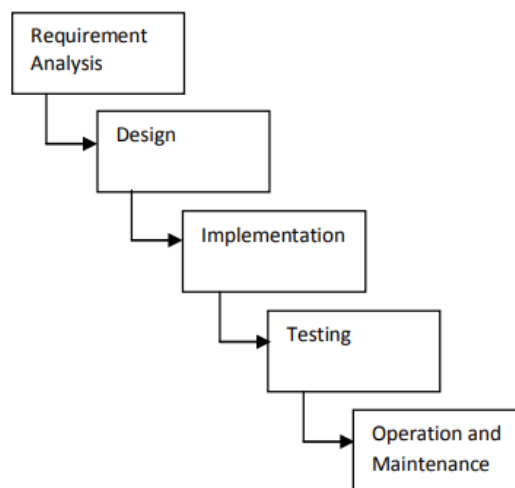 Requirement
Analysis
Design
Implementation
Testing
Operation and
Maintenance